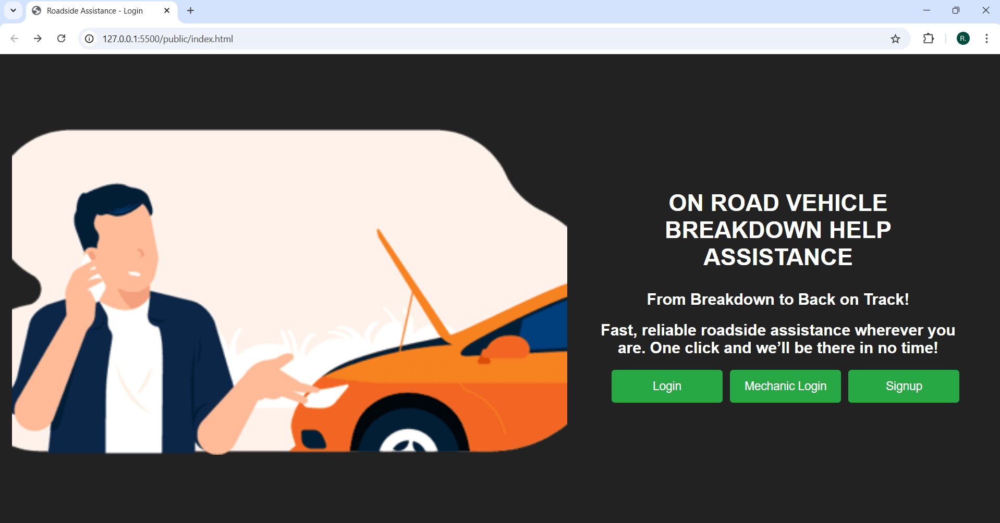 Roadside Assistance - Login
127.0.0.1:5500/public/index.html
R.
ON ROAD VEHICLE
BREAKDOWN HELP
ASSISTANCE
From Breakdown to Back on Track!
Fast, reliable roadside assistance wherever you
are. One click and we’ll be there in no time!
Login
Mechanic Login
Signup